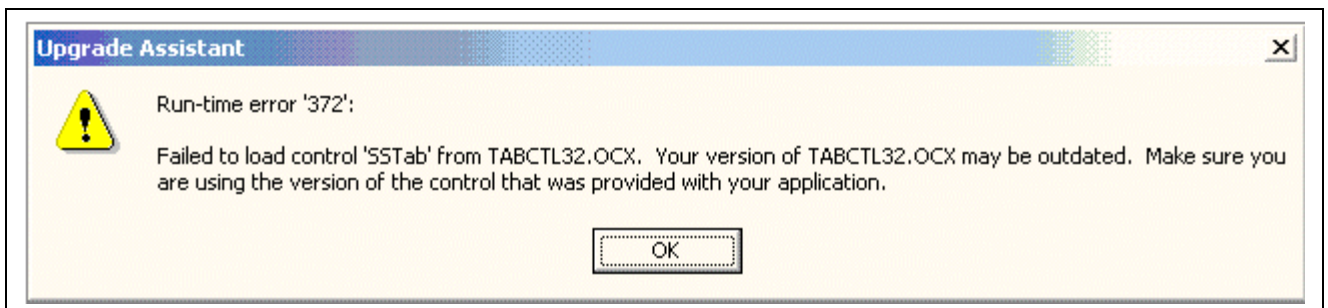 Upgrade Assistant
Run-time error '372':
Failed to load control 'SSTab' from TABCTL32.OCX.  Your version of TABCTL32.OCX may be outdated.  Make sure you
are using the version of the control that was provided with your application.
OK